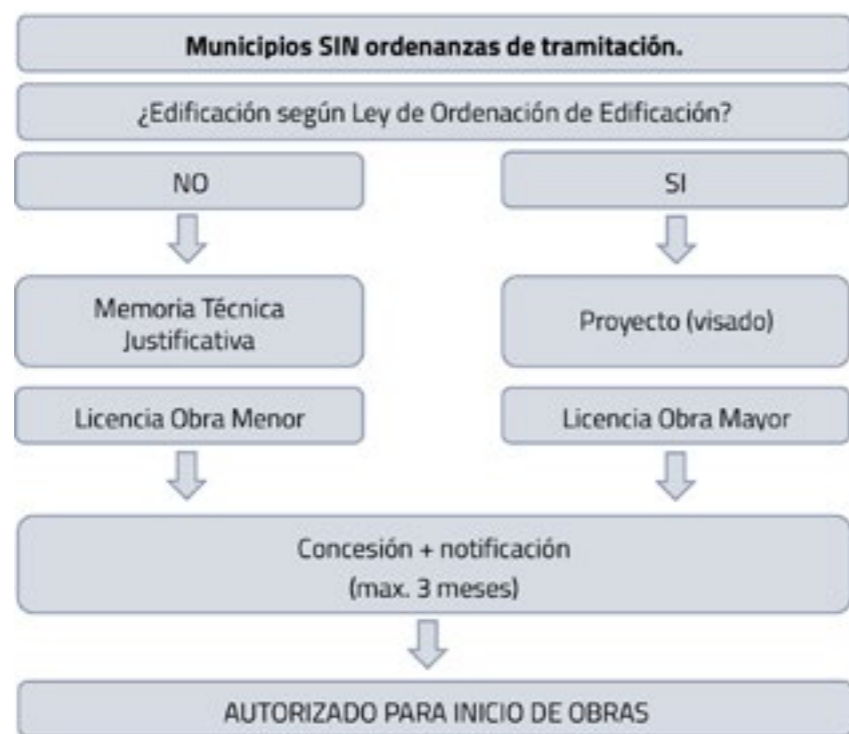 Municipios SIN ordenanzas de tramitación.
¿Edificación según Ley de Ordenación de Edificación?
NO
SI
Memoria Técnica
Justificativa
Proyecto (visado)
Licencia Obra Menor
Licencia Obra Mayor
Concesión + notificación
(max. 3 meses)
AUTORIZADO PARA INICIO DE OBRAS